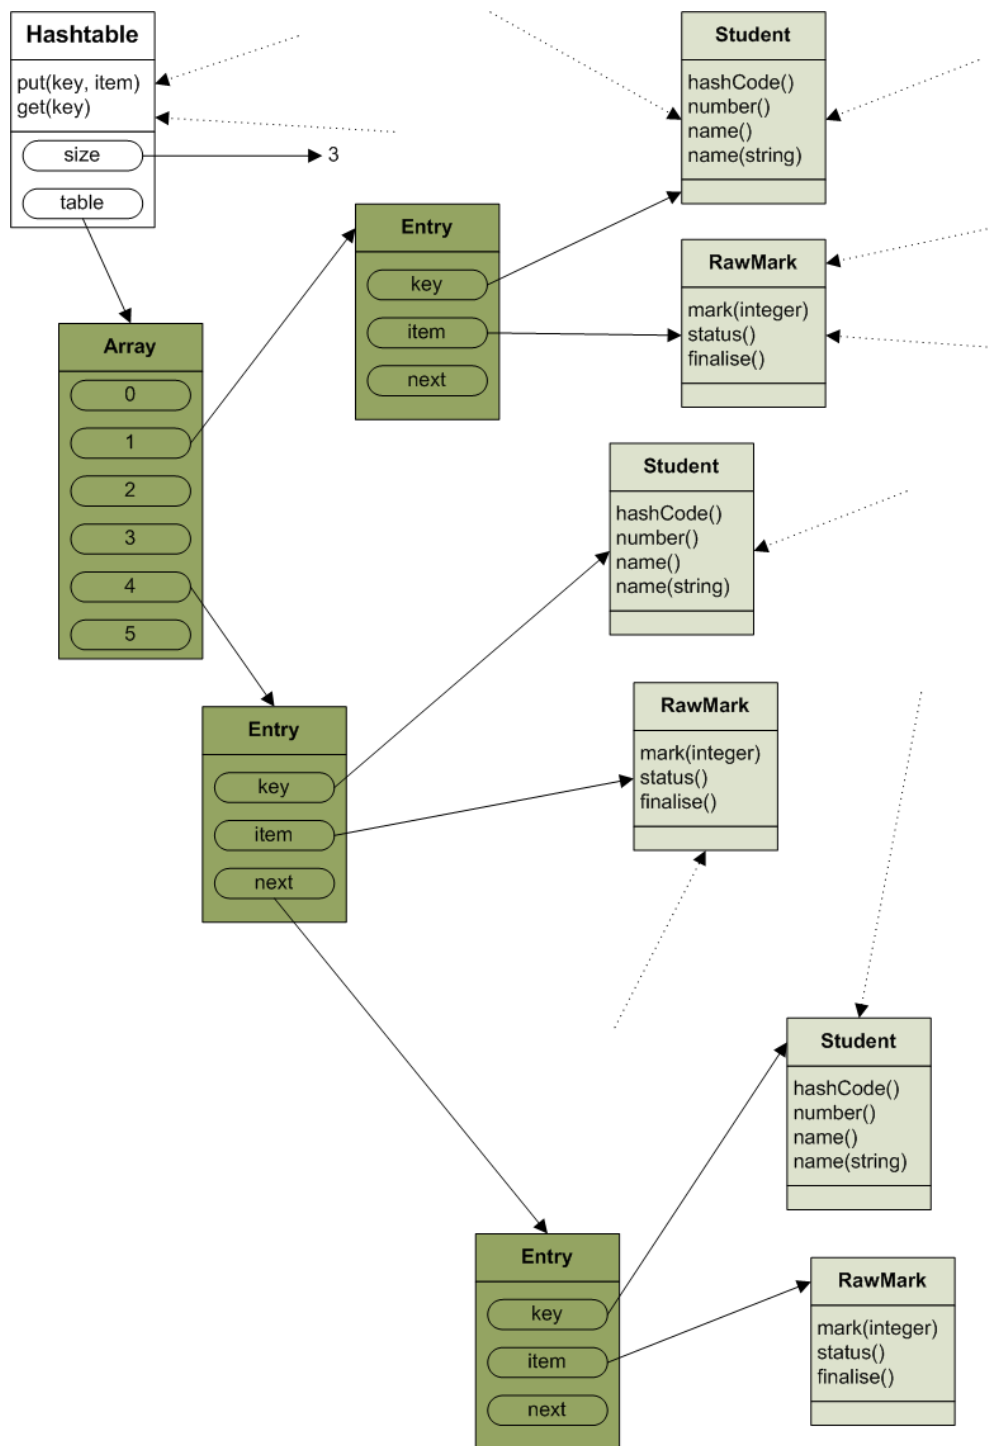 Hashtable
put(key, item)
get(key)
size
3
table
Student
hashCode()
number()
name()
name(string)
Entry
key
item
next
RawMark
mark(integer)
status()
finalise()
Array
0
1
2
3
4
5
Student
hashCode()
number()
name()
name(string)
Entry
key
item
next
RawMark
mark(integer)
status()
finalise()
Student
hashCode()
number()
name()
name(string)
Entry
key
item
next
RawMark
mark(integer)
status()
finalise()